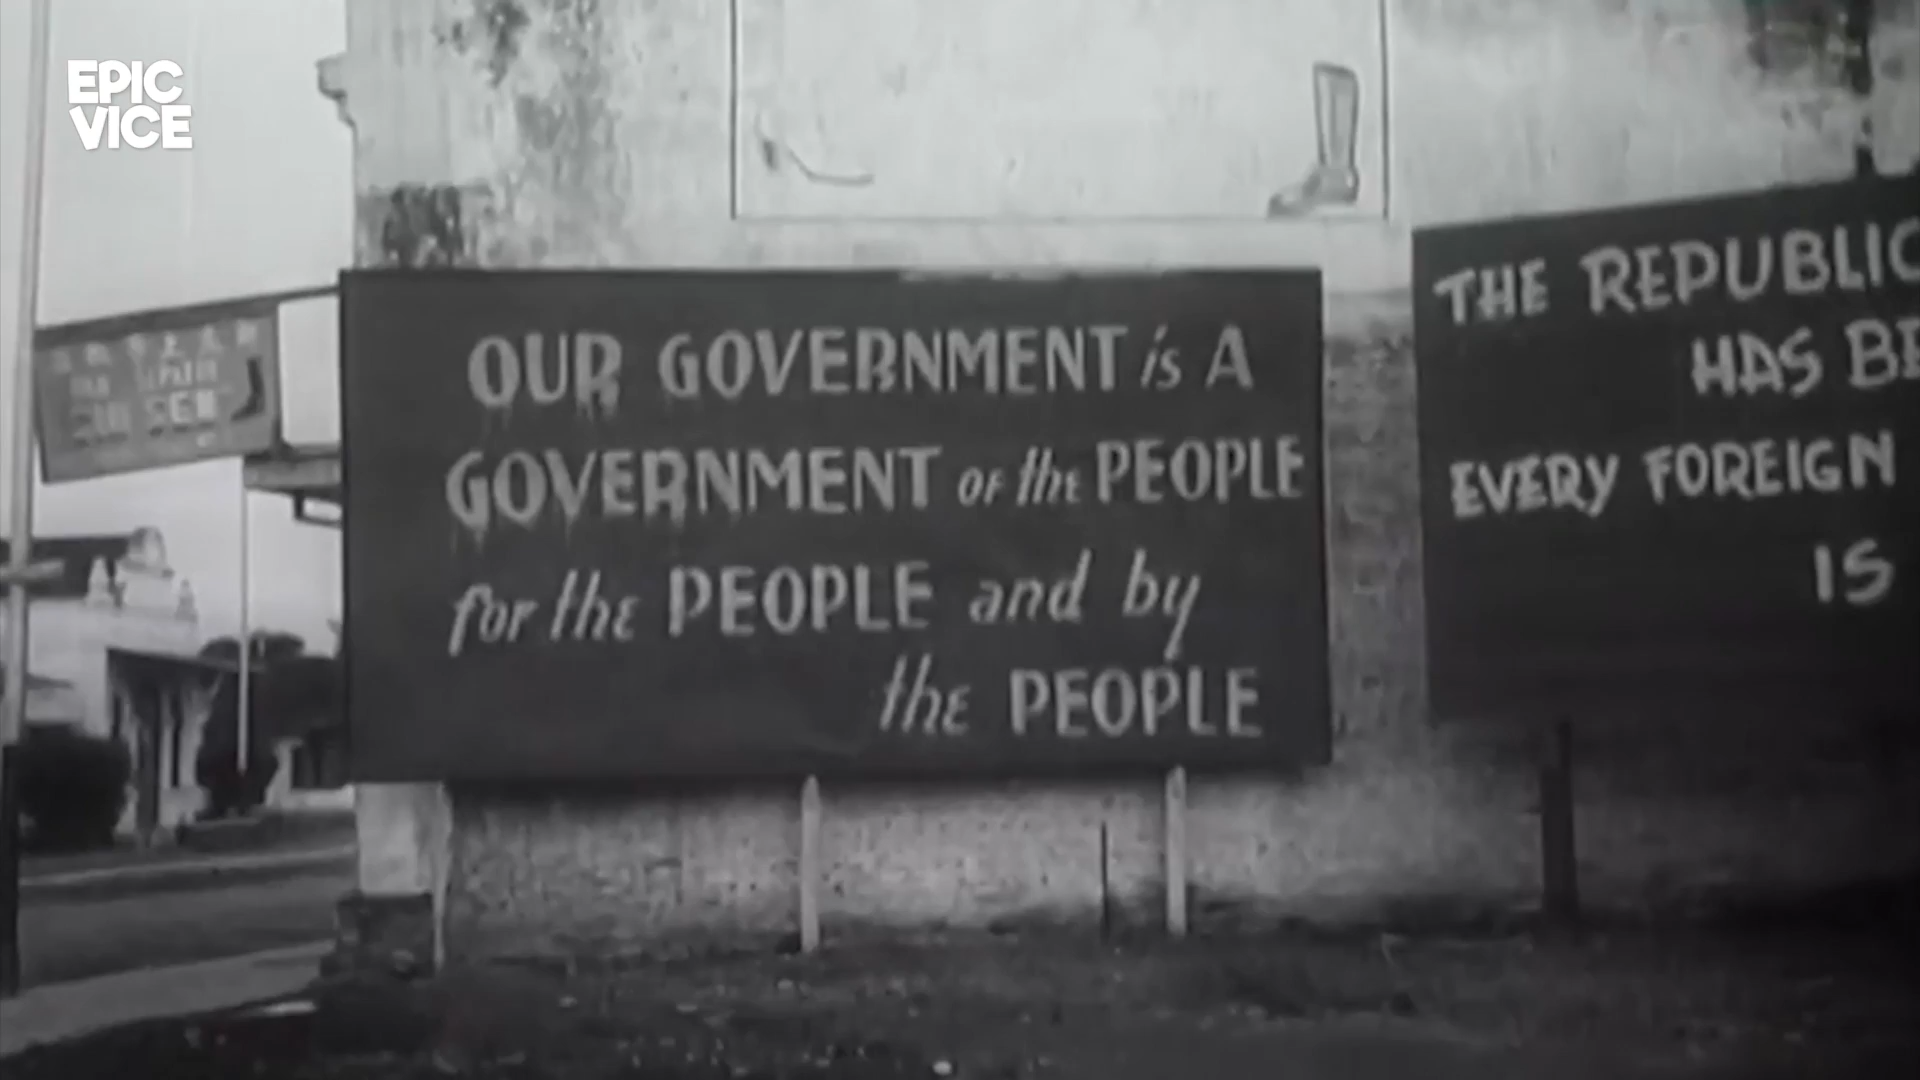 EPIC
VICE
OUR GOVERNMENT is A
GOVERNMENT OF the PEOPLE
for the PEOPLE and by
the PEOPLE
THE REPUBLIC
HAS BE
EVERY FOREIGN
IS